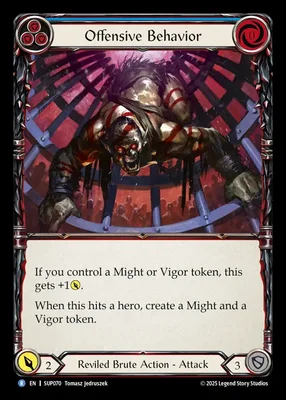 Offensive Behavior
If you control a Might or Vigor token, this
gets +1.
When this hits a hero, create a Might and a
Vigor token.
2
Reviled Brute Action - Attack
3
R EN | SUP070 Tomasz Jedruszek
© 2025 Legend Story Studios